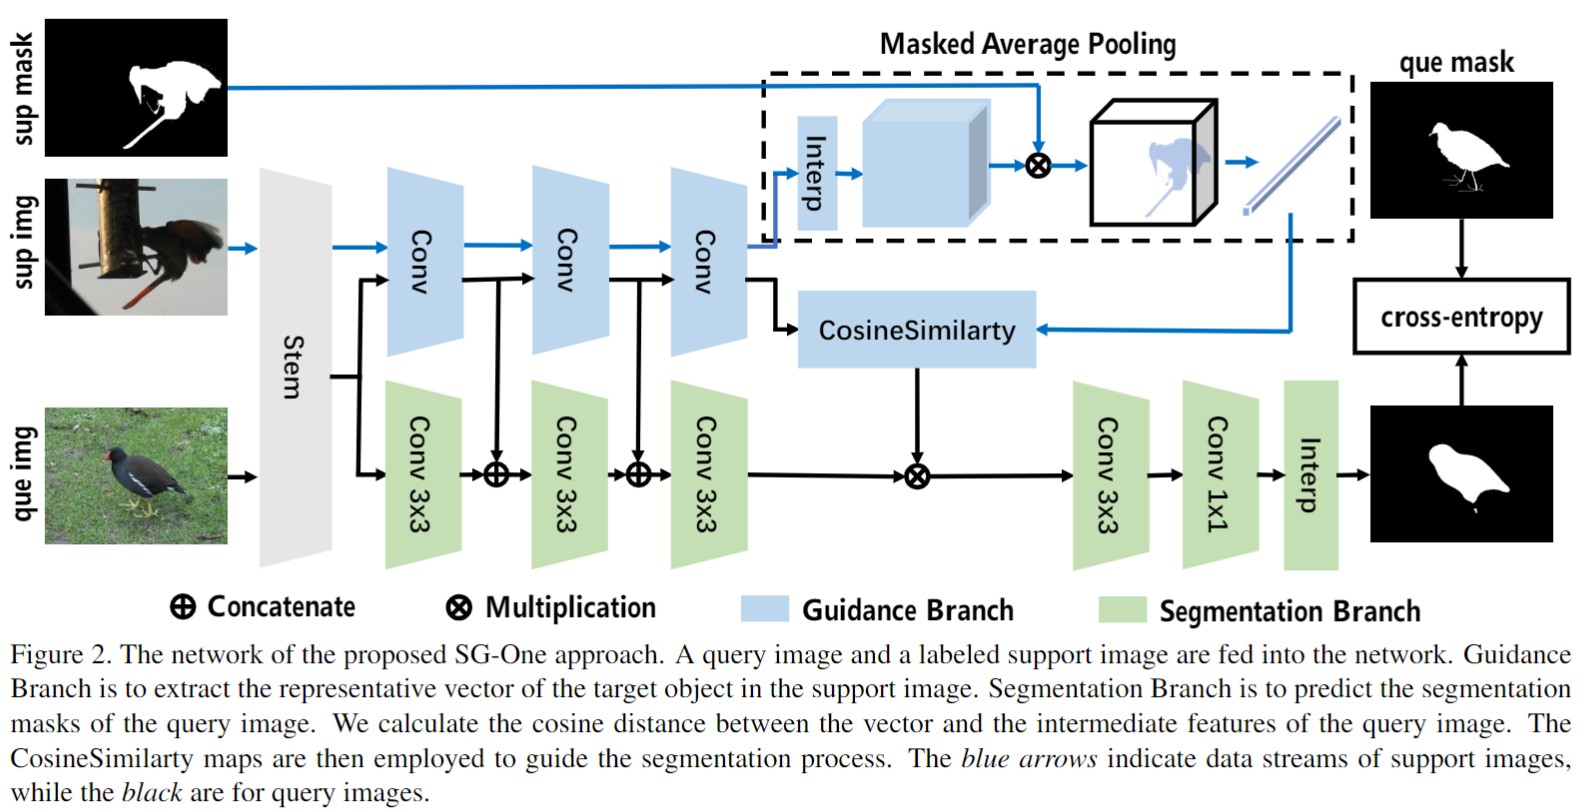 Masked Average Pooling
que mask
sup mask
sup img
que img
Stem
Conv
Conv
Conv
Interp
CosineSimilarty
cross-entropy
Conv 3x3
Conv 3x3
Conv 3x3
Conv 3x3
Conv 1x1
Interp
Concatenate
Multiplication
Guidance Branch
Segmentation Branch
Figure 2. The network of the proposed SG-One approach. A query image and a labeled support image are fed into the network. Guidance
Branch is to extract the representative vector of the target object in the support image. Segmentation Branch is to predict the segmentation
masks of the query image. We calculate the cosine distance between the vector and the intermediate features of the query image. The
CosineSimilarty maps are then employed to guide the segmentation process. The blue arrows indicate data streams of support images,
while the black are for query images.